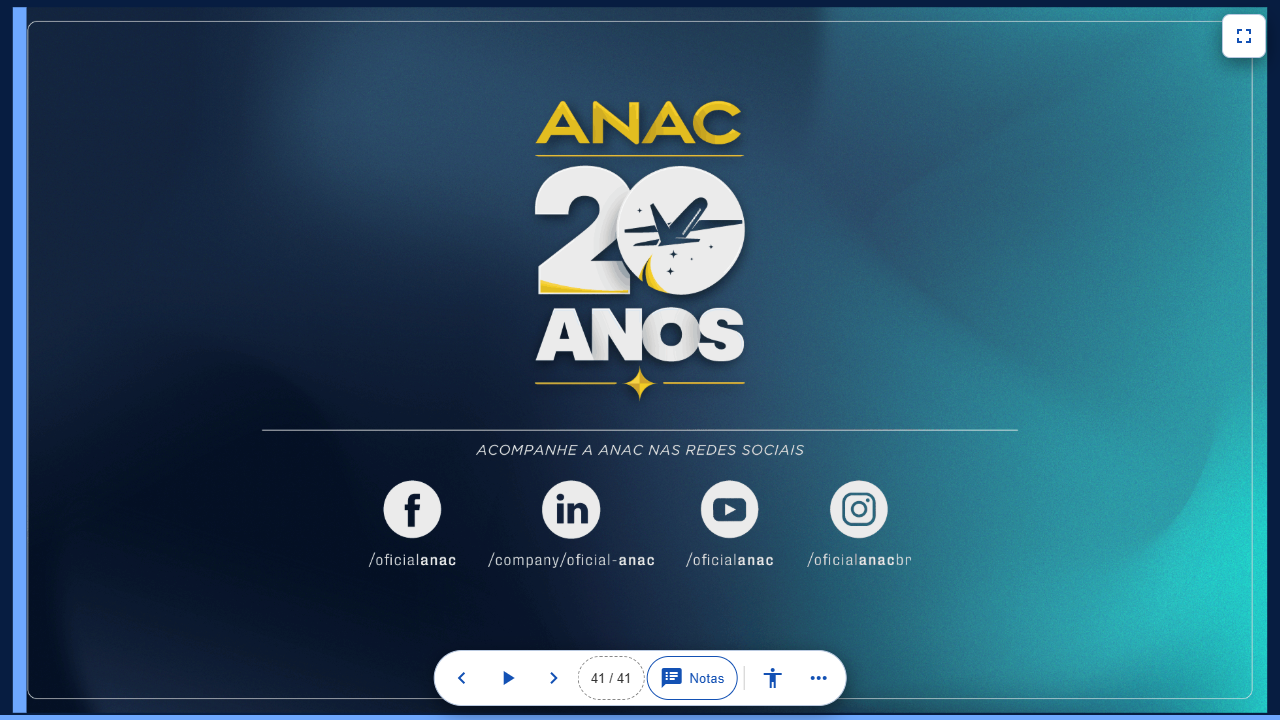 ANAC
20
ANOS
ACOMPANHE A ANAC NAS REDES SOCIAIS
/oficialanac
/company/oficial-anac
/oficialanac
/oficialanacbr
41 / 41
Notas